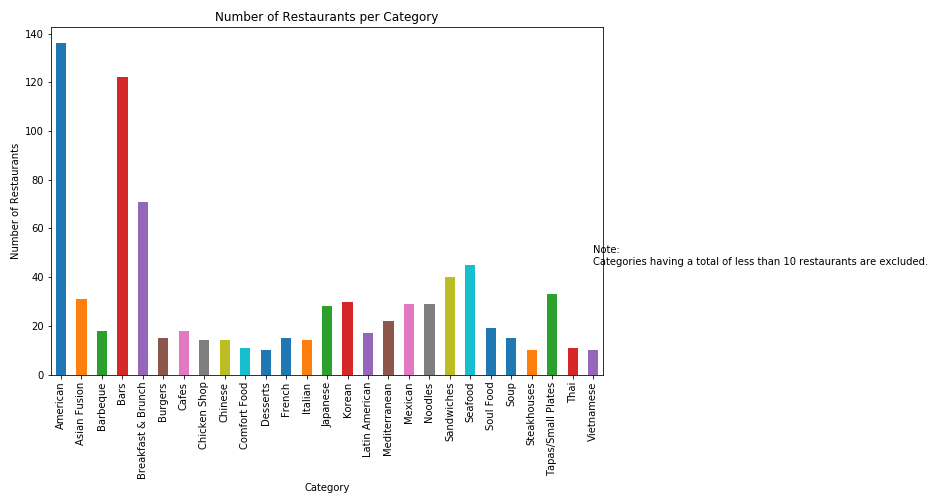 Number of Restaurants per Category
Number of Restaurants
140
120
100
80
60
40
20
0
American
Asian Fusion
Barbeque
Bars
Breakfast & Brunch
Burgers
Cafes
Chicken Shop
Chinese
Comfort Food
Desserts
French
Italian
Japanese
Korean
Latin American
Mediterranean
Mexican
Noodles
Sandwiches
Seafood
Soul Food
Soup
Steakhouses
Tapas/Small Plates
Thai
Vietnamese
Category
Note:
Categories having a total of less than 10 restaurants are excluded.